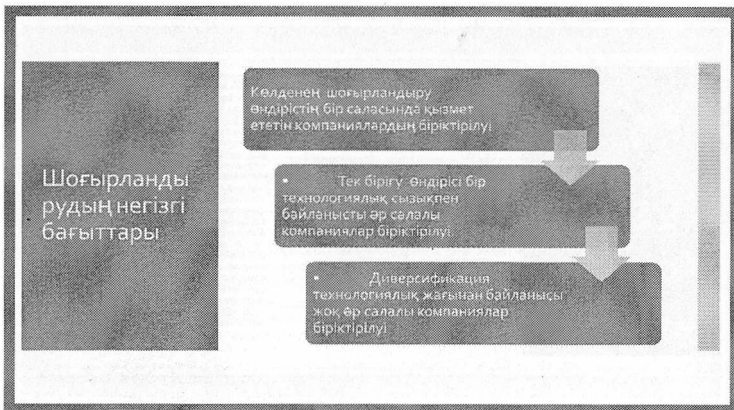 Шоғырланды
рудың негізгі
бағыттары
Көлденең шоғырландыру
өндірістің бір саласында қызмет
ететін компаниялардың біріктірілуі
• Тек бірігу өндірісі бір
технологиялық сызықпен
байланысты әр салалы
компаниялар біріктірілуі.
• Диверсификация
технологиялық жағынан байланысы
жоқ әр салалы компаниялар
біріктірілуі